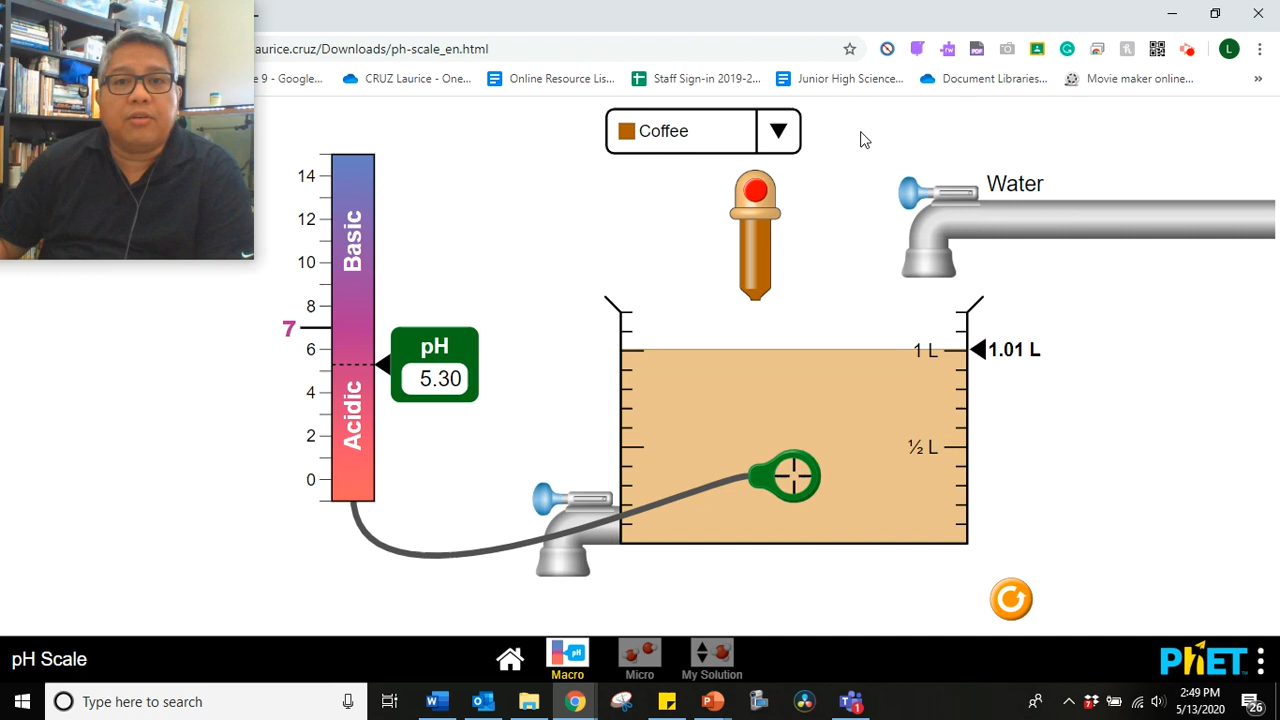 aurice.cruz/Downloads/ph-scale_en.html
L
e 9 - Google...
CRUZ Laurice - One...
Online Resource Lis...
Staff Sign-in 2019-2...
Junior High Science...
Document Libraries...
Movie maker online...
»
Coffee
Water
14
12
10
8
7
6
4
2
0
Basic
Acidic
pH
5.30
1 L
1.01 L
½ L
pH Scale
Macro
Micro
My Solution
pH
PhET
Type here to search
1
2:49 PM
5/13/2020
26